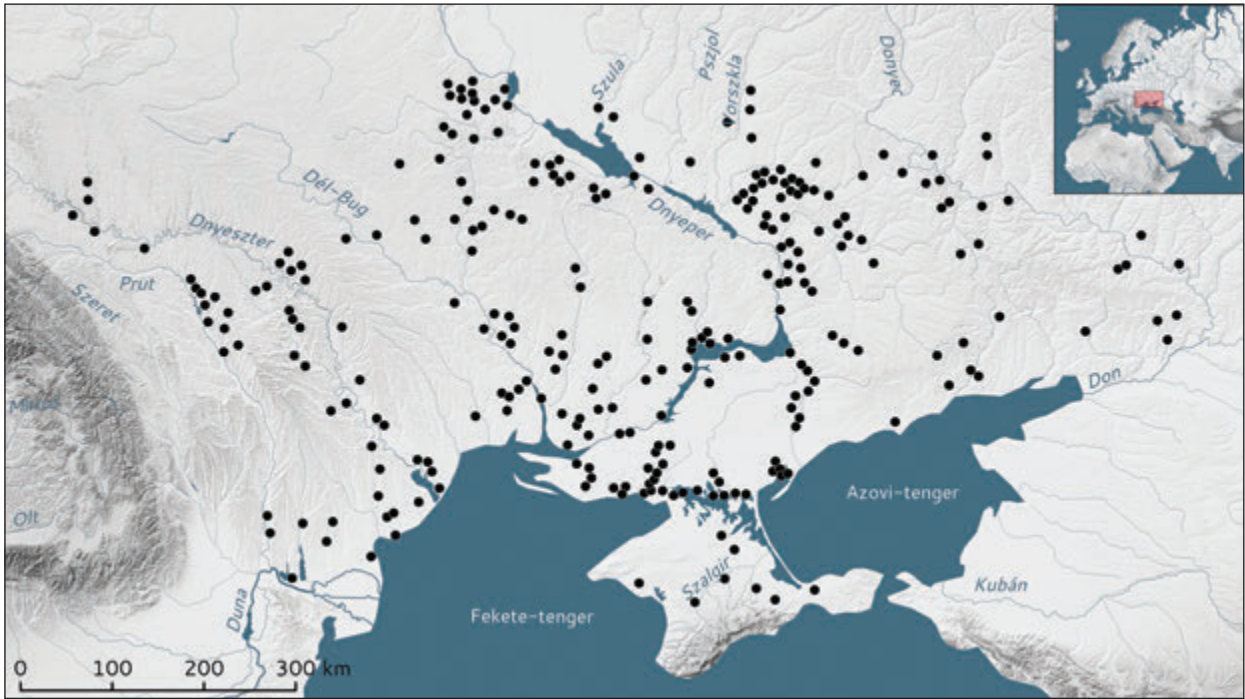 Szula
Pszjol
Vorszkla
Donyec
Dél-Bug
Dnyeszter
Dnyeper
Prut
Szeret
Don
Azovi-tenger
Olt
Szalgir
Kubán
Duna
Fekete-tenger
0 100 200 300 km